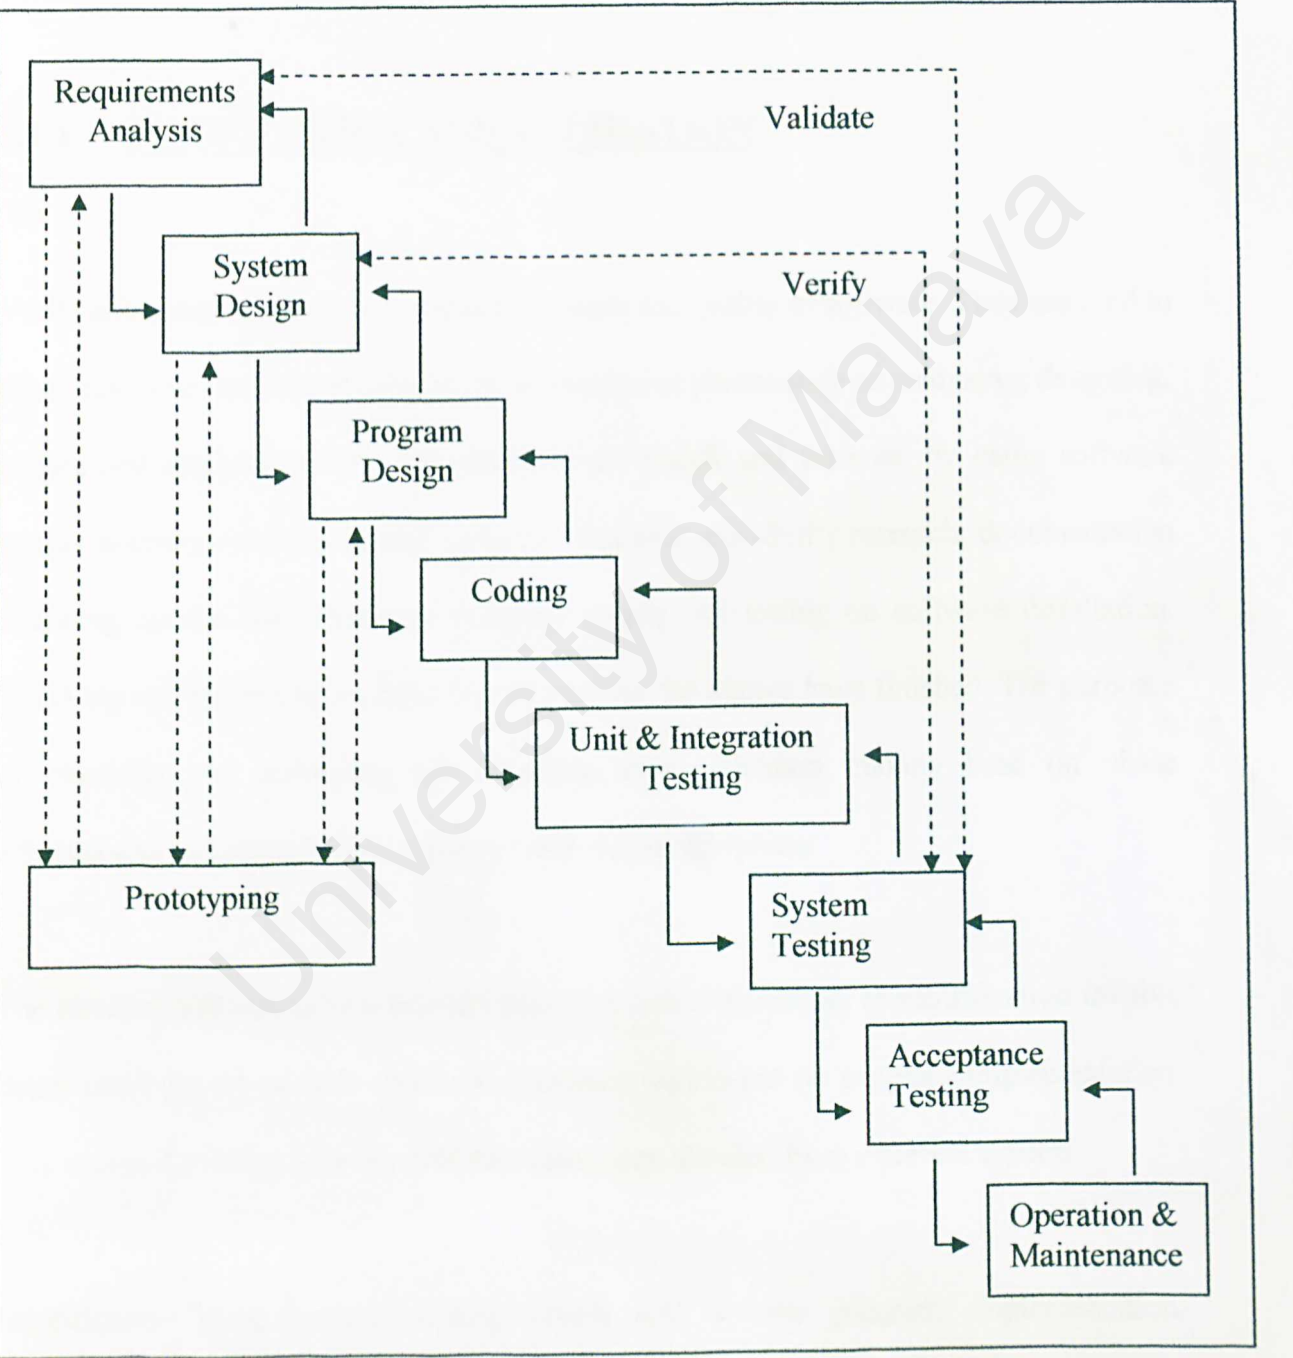 Requirements
Analysis
Validate
System
Design
Verify
Program
Design
Coding
Unit & Integration
Testing
Prototyping
System
Testing
Acceptance
Testing
Operation &
Maintenance
University of Malaya